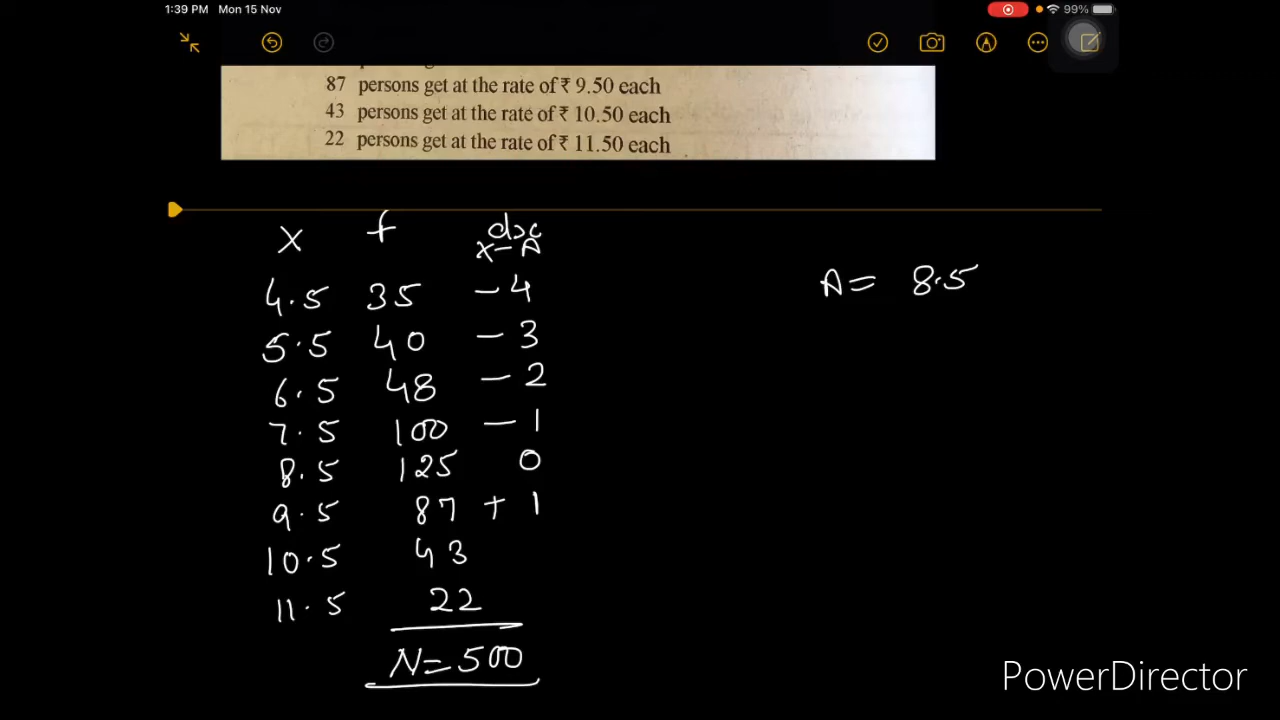 1:39 PM Mon 15 Nov
99%
87 persons get at the rate of ₹ 9.50 each
43 persons get at the rate of ₹ 10.50 each
22 persons get at the rate of ₹ 11.50 each
X f dx
X-A
A = 8.5
4.5 35 -4
5.5 40 -3
6.5 48 -2
7.5 100 -1
8.5 125 0
9.5 87 +1
10.5 43
11.5 22
N=500
PowerDirector